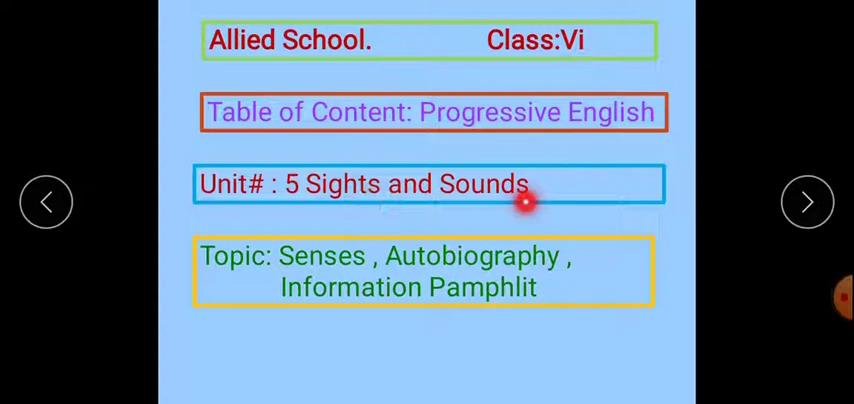 Allied School. Class:Vi
Table of Content: Progressive English
Unit# : 5 Sights and Sounds
Topic: Senses , Autobiography ,
Information Pamphlit